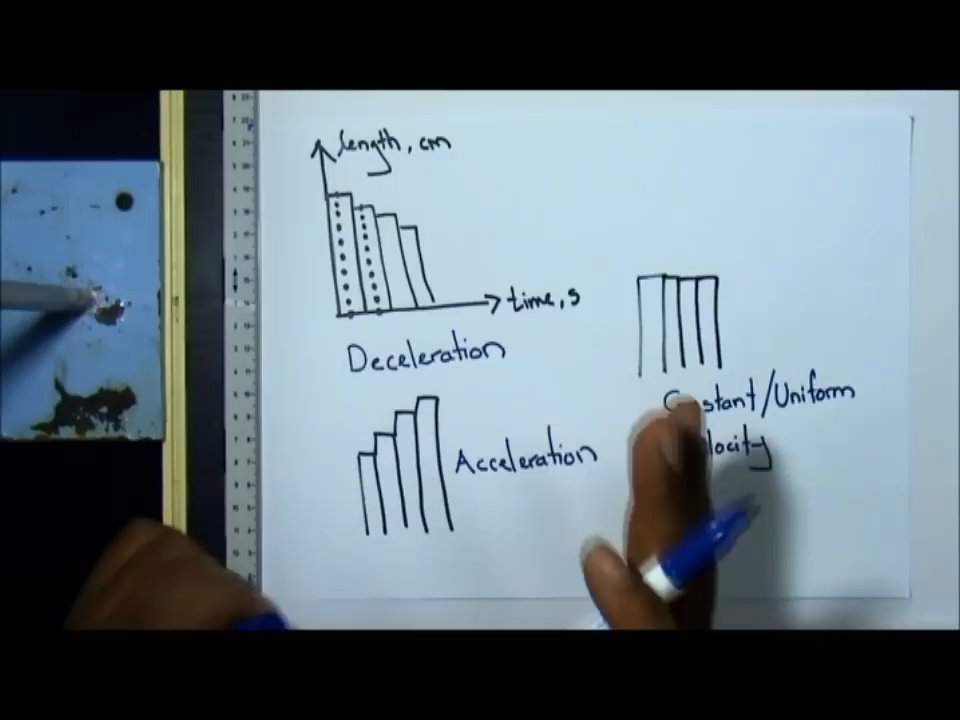 length, cm
time, s
Deceleration
Acceleration
stant/Uniform
locity